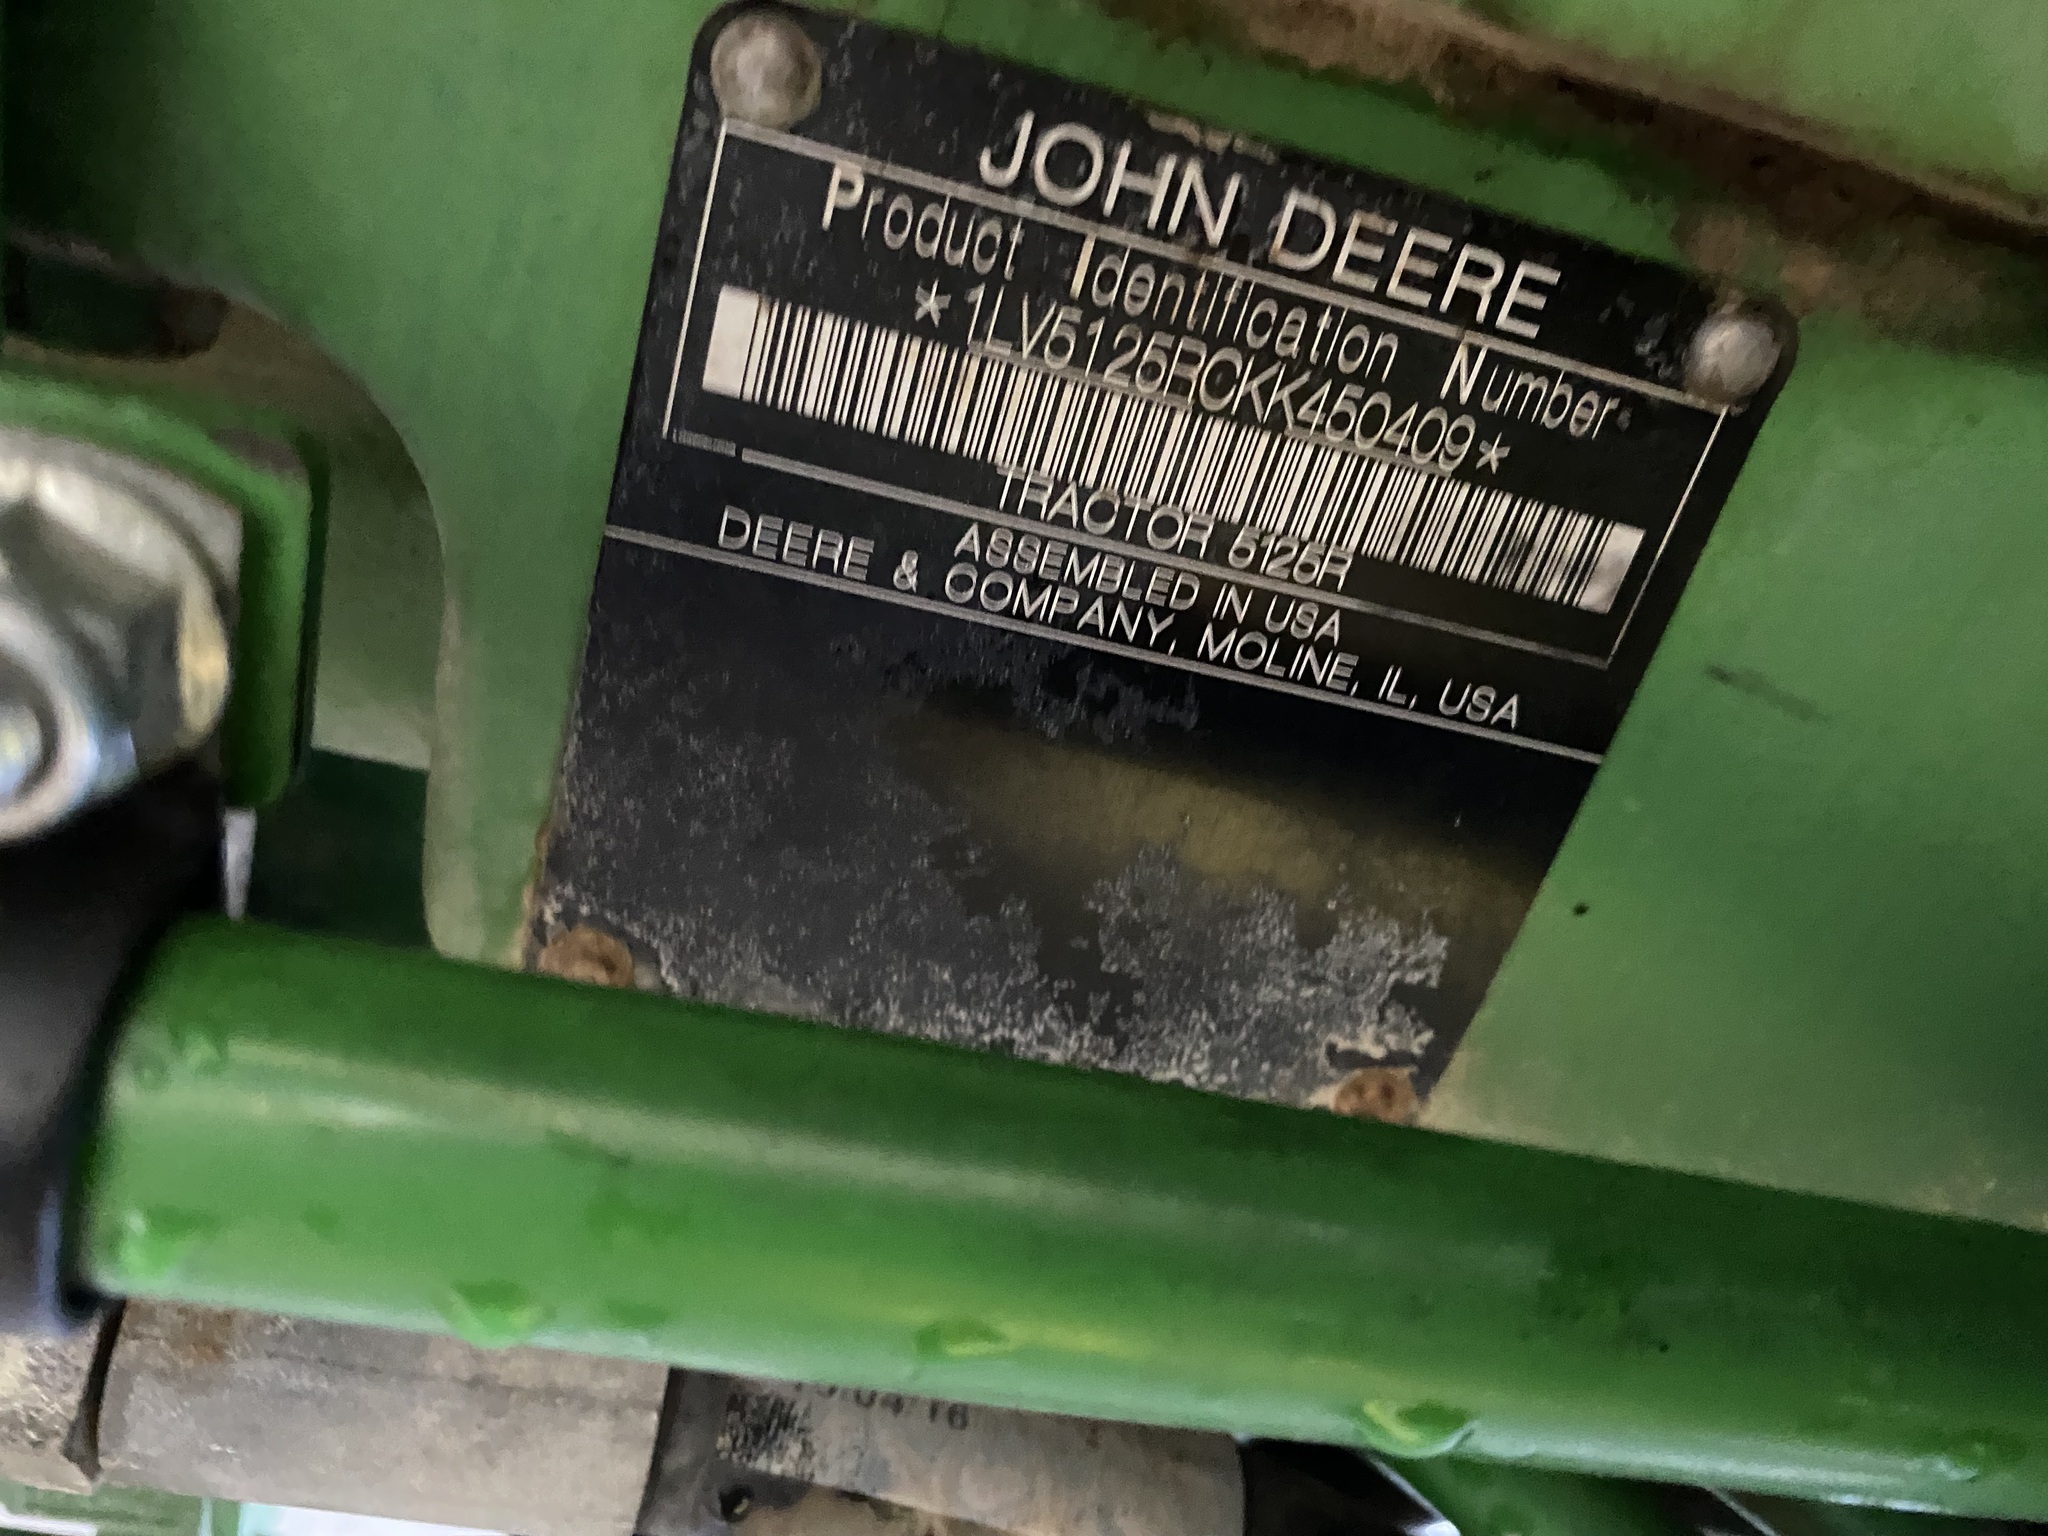 JOHN DEERE
Product Identification Number
*1LV5125RCKK450409*
TRACTOR 5125R
ASSEMBLED IN USA
DEERE & COMPANY, MOLINE, IL, USA